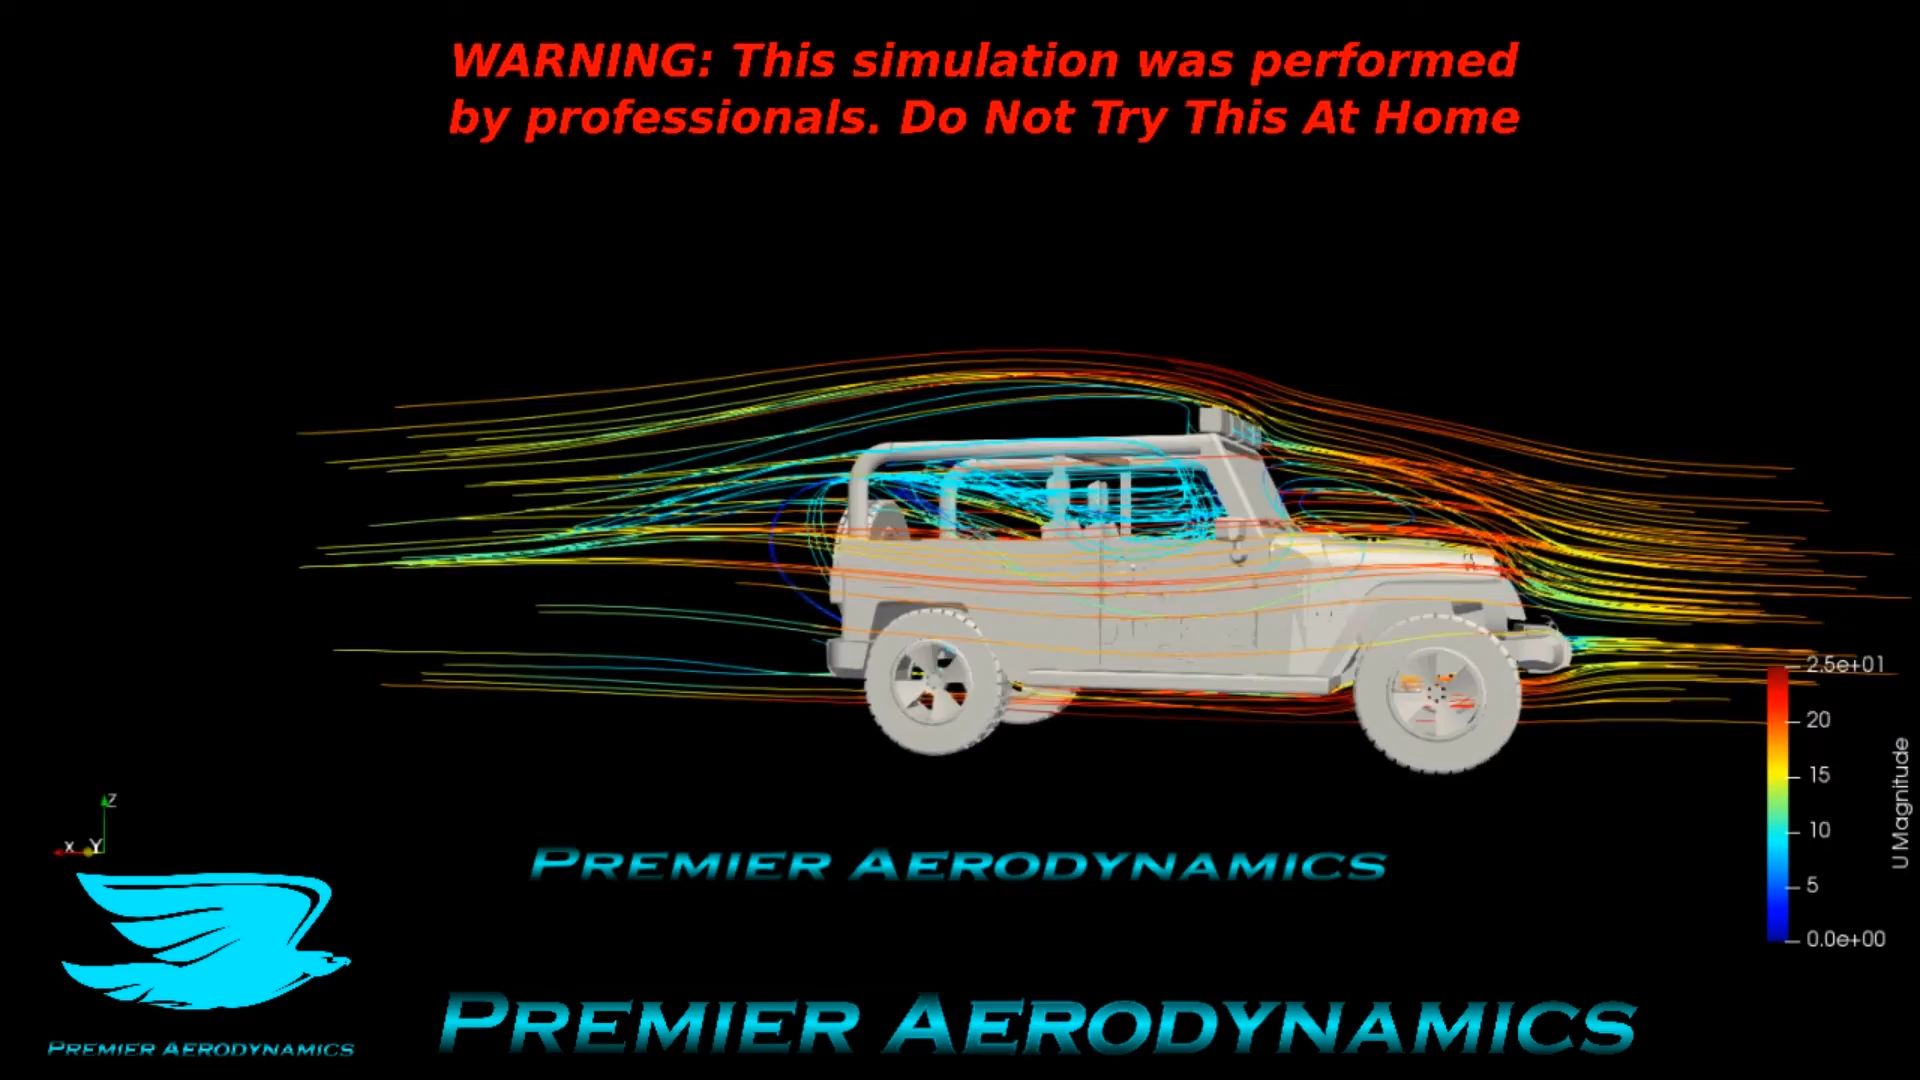 WARNING: This simulation was performed
by professionals. Do Not Try This At Home
2.5e+01
20
15
10
5
0.0e+00
U Magnitude
Z
X Y
PREMIER AERODYNAMICS
PREMIER AERODYNAMICS
PREMIER AERODYNAMICS